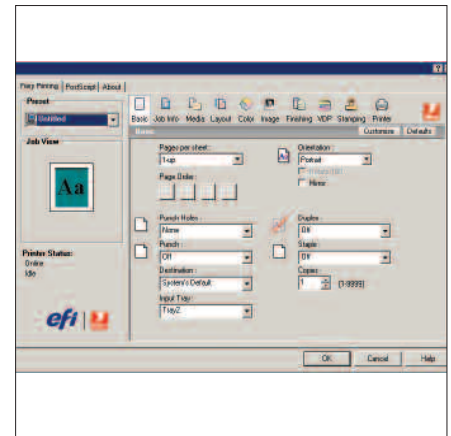 Fiery Printing PostScript About
Preset
Untitled
Basic Job Info Media Layout Color Image Finishing VDP Stamping Printer
Basic
Customize Defaults
Job View
Aa
Pages per sheet:
1-up
Orientation:
Portrait
Page Order:
Mirror
Punch Holes:
None
Duplex:
Off
Punch:
Off
Staple:
Off
Printer Status:
Online
Idle
Destination:
System's Default
Copies:
1 (1-9999)
Input Tray:
Tray2
efi
OK Cancel Help